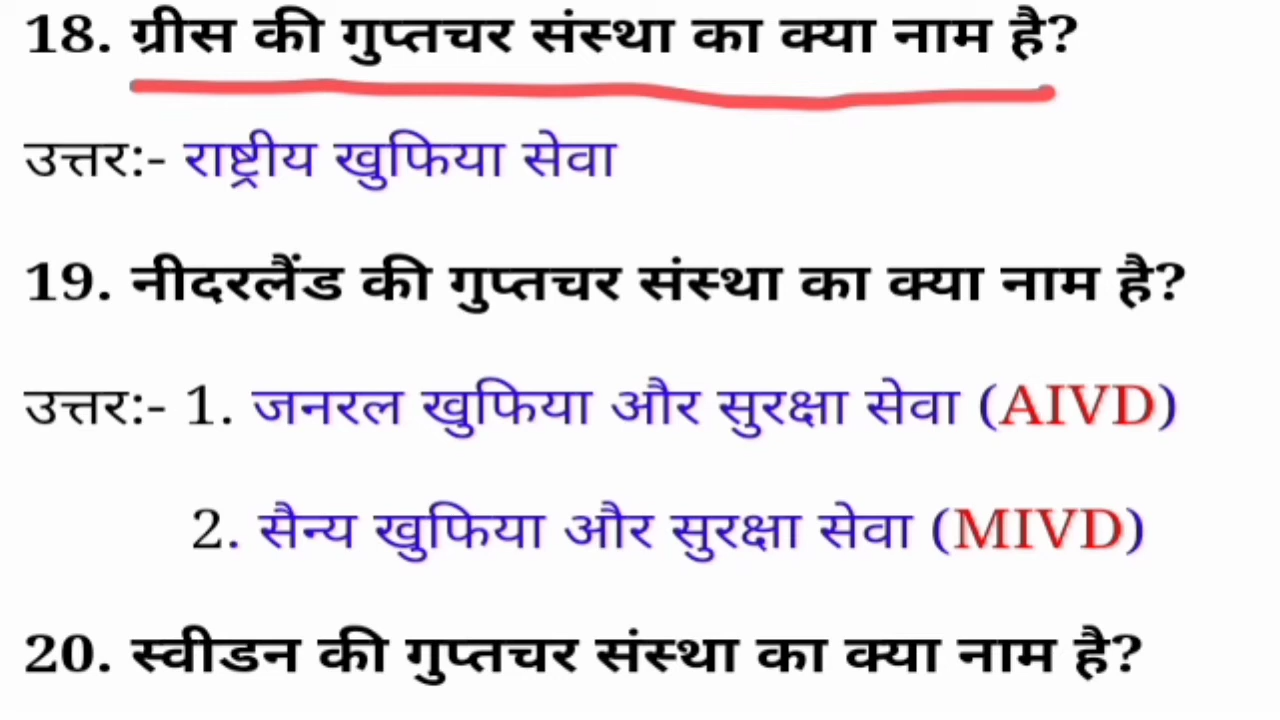 18. ग्रीस की गुप्तचर संस्था का क्या नाम है?
उत्तर:- राष्ट्रीय खुफिया सेवा
19. नीदरलैंड की गुप्तचर संस्था का क्या नाम है?
उत्तर:- 1. जनरल खुफिया और सुरक्षा सेवा (AIVD)
2. सैन्य खुफिया और सुरक्षा सेवा (MIVD)
20. स्वीडन की गुप्तचर संस्था का क्या नाम है?